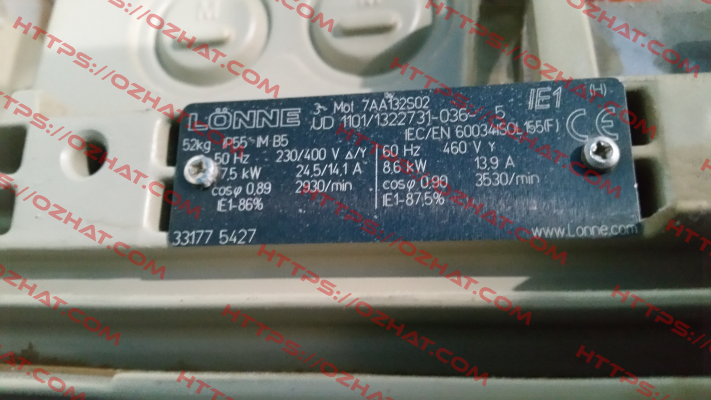 M M
LÖNNE 3~ Mot 7AA132S02 IE1 (H)
UD 1101/1322731-036- 5
52kg IP55 IM B5 IEC/EN 60034 ISO.L 155(F) CE
50 Hz 230/400 V Δ/Y 60 Hz 460 V Y
7,5 kW 24,5/14,1 A 8,6 kW 13,9 A
cosφ 0,89 2930/min cosφ 0,90 3530/min
IE1-86% IE1-87,5%
33177 5427 www.Lonne.com
HTTPS://OZHAT.COM